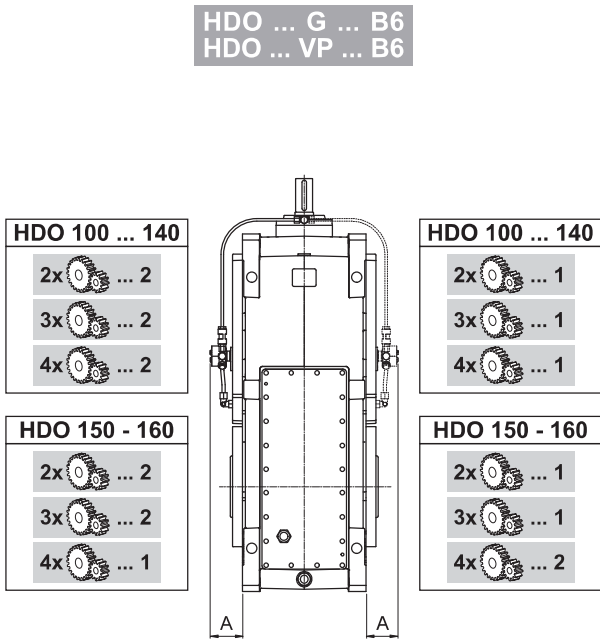 HDO ... G ... B6
HDO ... VP ... B6
HDO 100 ... 140
2x ... 2
3x ... 2
4x ... 2
HDO 150 - 160
2x ... 2
3x ... 2
4x ... 1
HDO 100 ... 140
2x ... 1
3x ... 1
4x ... 1
HDO 150 - 160
2x ... 1
3x ... 1
4x ... 2
A
A